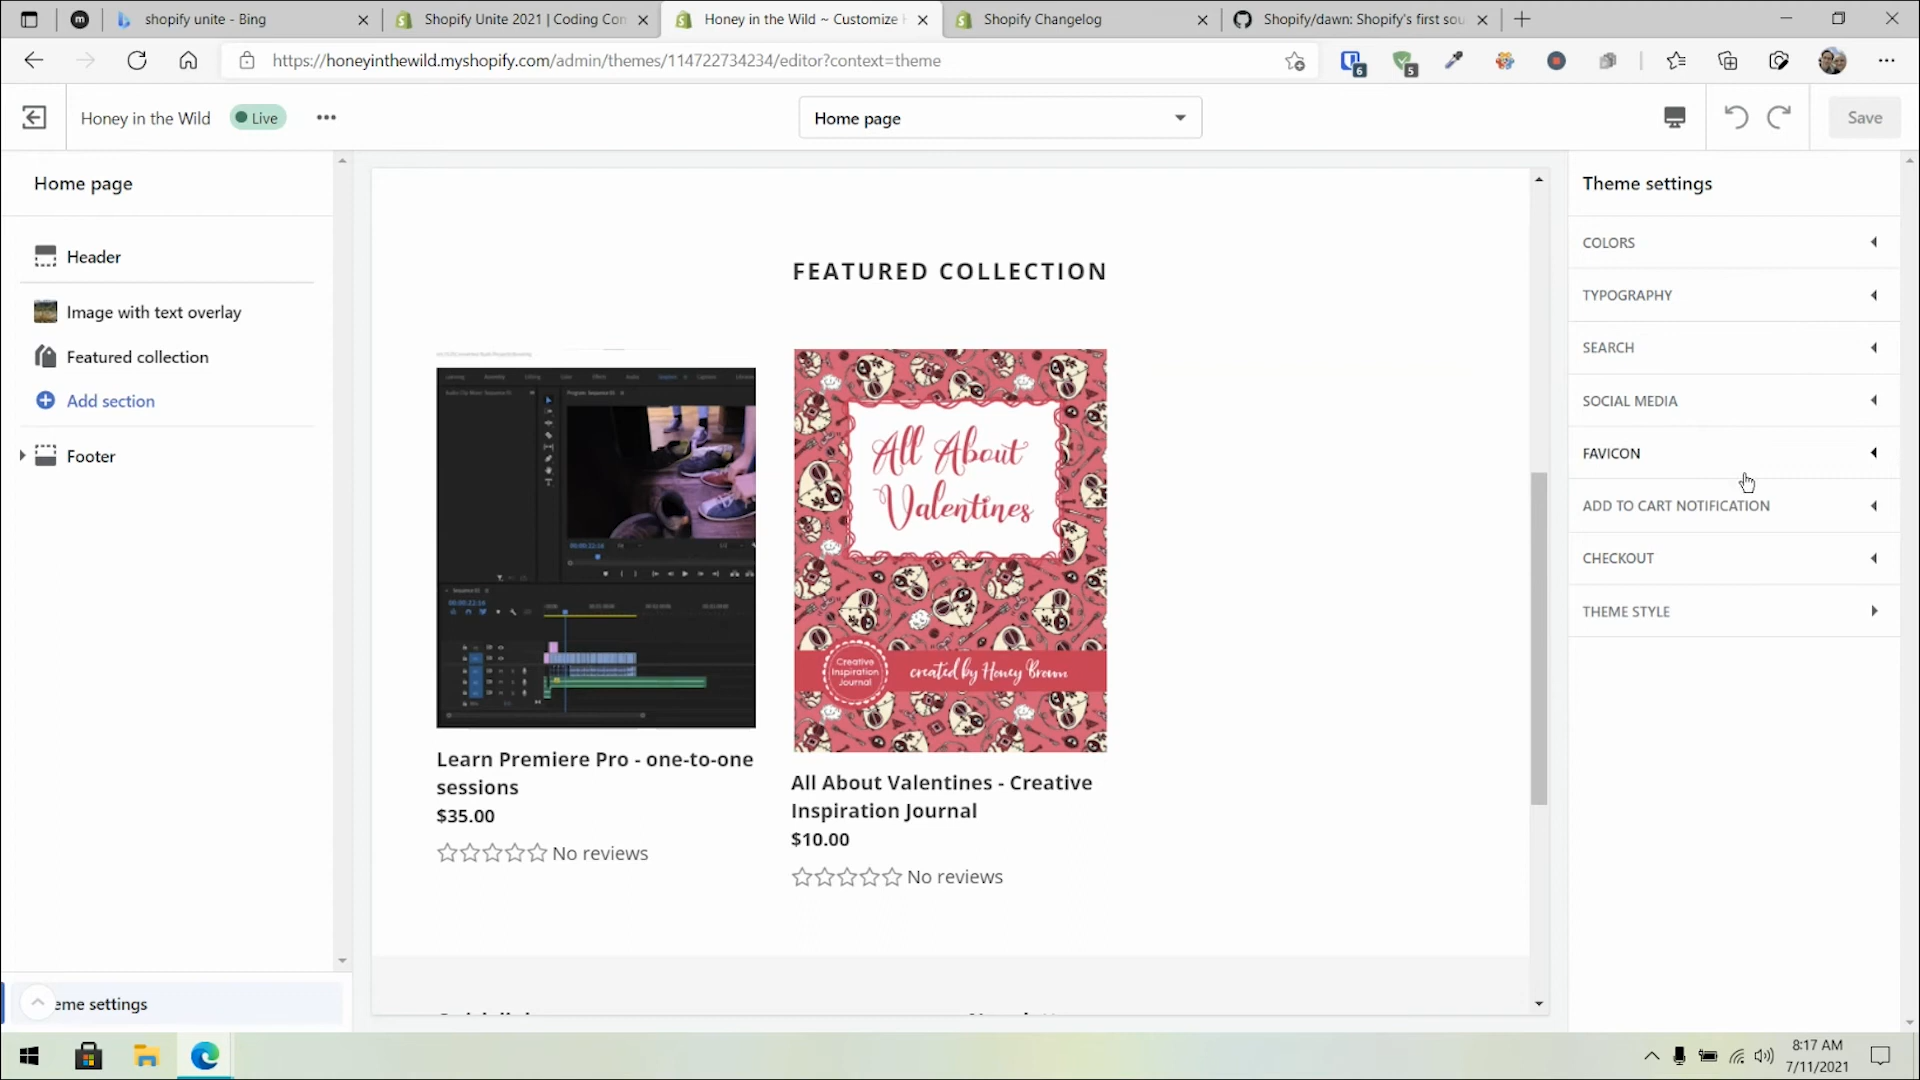 shopify unite - Bing
Shopify Unite 2021 | Coding Con
Honey in the Wild ~ Customize
Shopify Changelog
Shopify/dawn: Shopify's first sou
https://honeyinthewild.myshopify.com/admin/themes/114722734234/editor?context=theme
6
5
Honey in the Wild
Live
Home page
Save
Home page
Header
Image with text overlay
Featured collection
Add section
Footer
eme settings
FEATURED COLLECTION
All About
Valentines
Creative
Inspiration
Journal
created by Honey Brown
Learn Premiere Pro - one-to-one
sessions
$35.00
No reviews
All About Valentines - Creative
Inspiration Journal
$10.00
No reviews
Theme settings
COLORS
TYPOGRAPHY
SEARCH
SOCIAL MEDIA
FAVICON
ADD TO CART NOTIFICATION
CHECKOUT
THEME STYLE
8:17 AM
7/11/2021